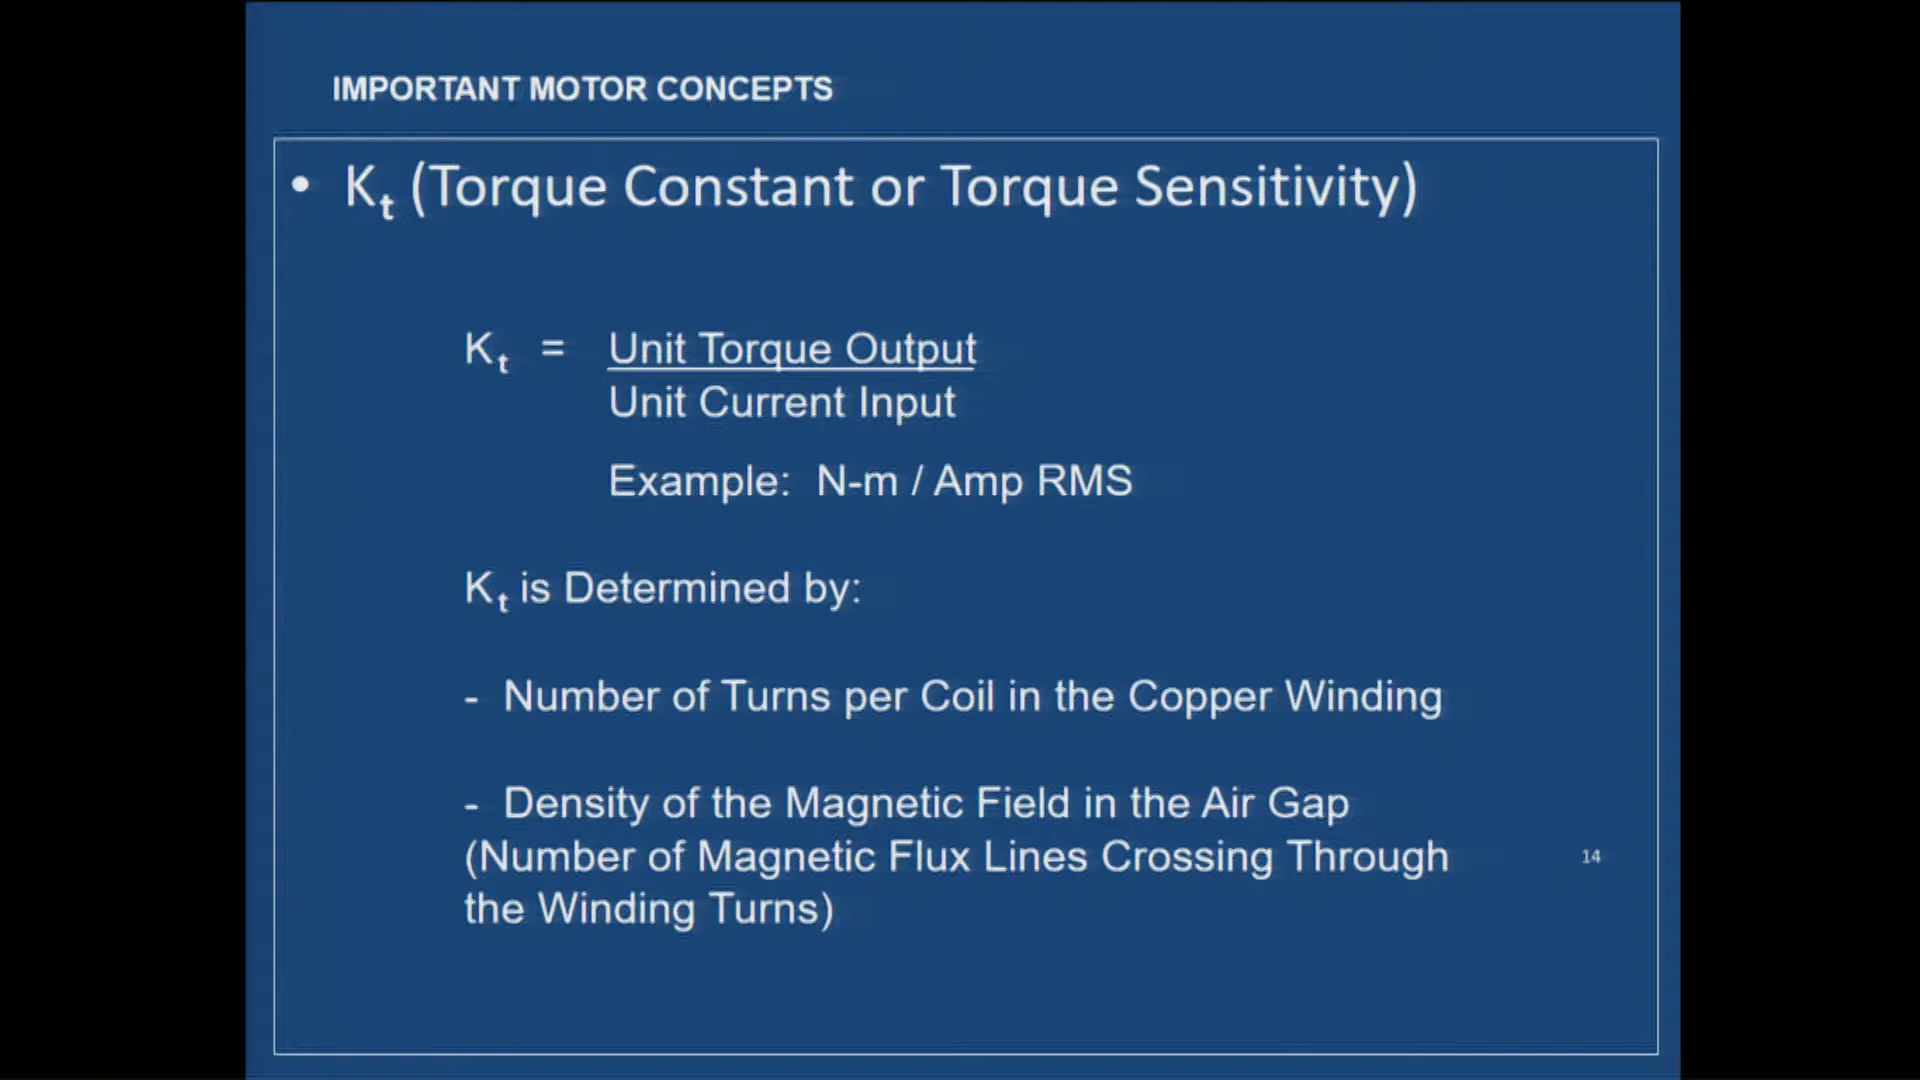 IMPORTANT MOTOR CONCEPTS
• Kt (Torque Constant or Torque Sensitivity)
Kt = Unit Torque Output
Unit Current Input
Example: N-m / Amp RMS
Kt is Determined by:
- Number of Turns per Coil in the Copper Winding
- Density of the Magnetic Field in the Air Gap
(Number of Magnetic Flux Lines Crossing Through
the Winding Turns)
14